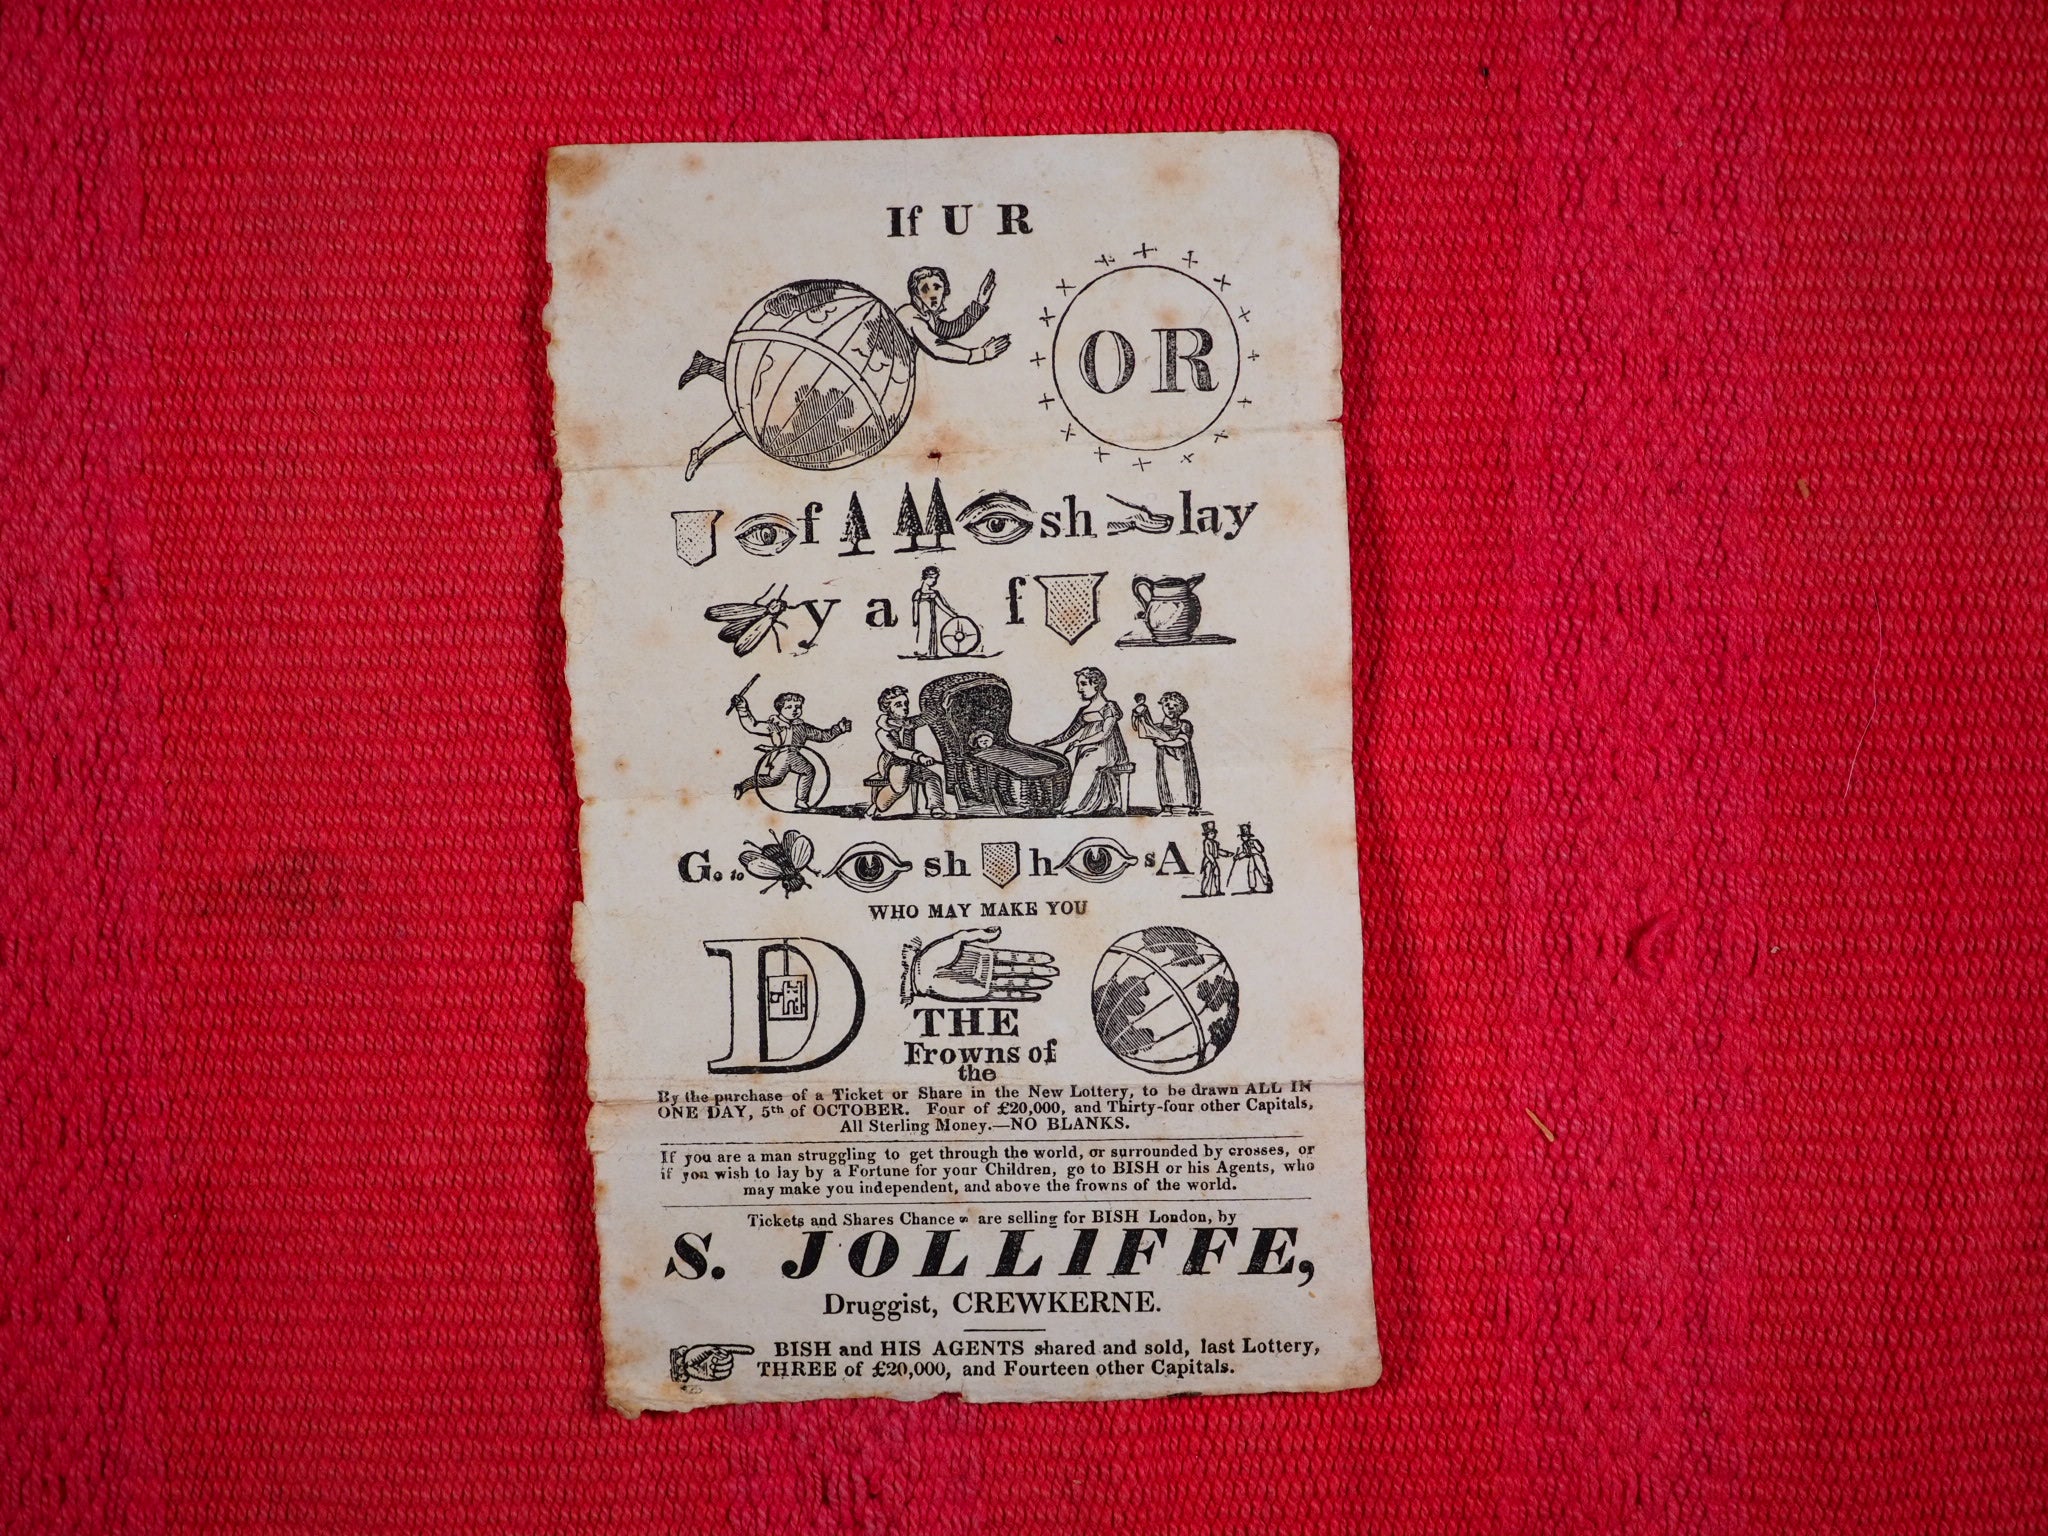 If U R
OR
f sh lay
y a f
G. to sh h s A
WHO MAY MAKE YOU
D
THE
Frowns of
the
By the purchase of a Ticket or Share in the New Lottery, to be drawn ALL IN
ONE DAY, 5th of OCTOBER. Four of £20,000, and Thirty-four other Capitals,
All Sterling Money.—NO BLANKS.
If you are a man struggling to get through the world, or surrounded by crosses, or
if you wish to lay by a Fortune for your Children, go to BISH or his Agents, who
may make you independent, and above the frowns of the world.
Tickets and Shares Chances are selling for BISH London, by
S. JOLLIFFE,
Druggist, CREWKERNE.
BISH and HIS AGENTS shared and sold, last Lottery,
THREE of £20,000, and Fourteen other Capitals.